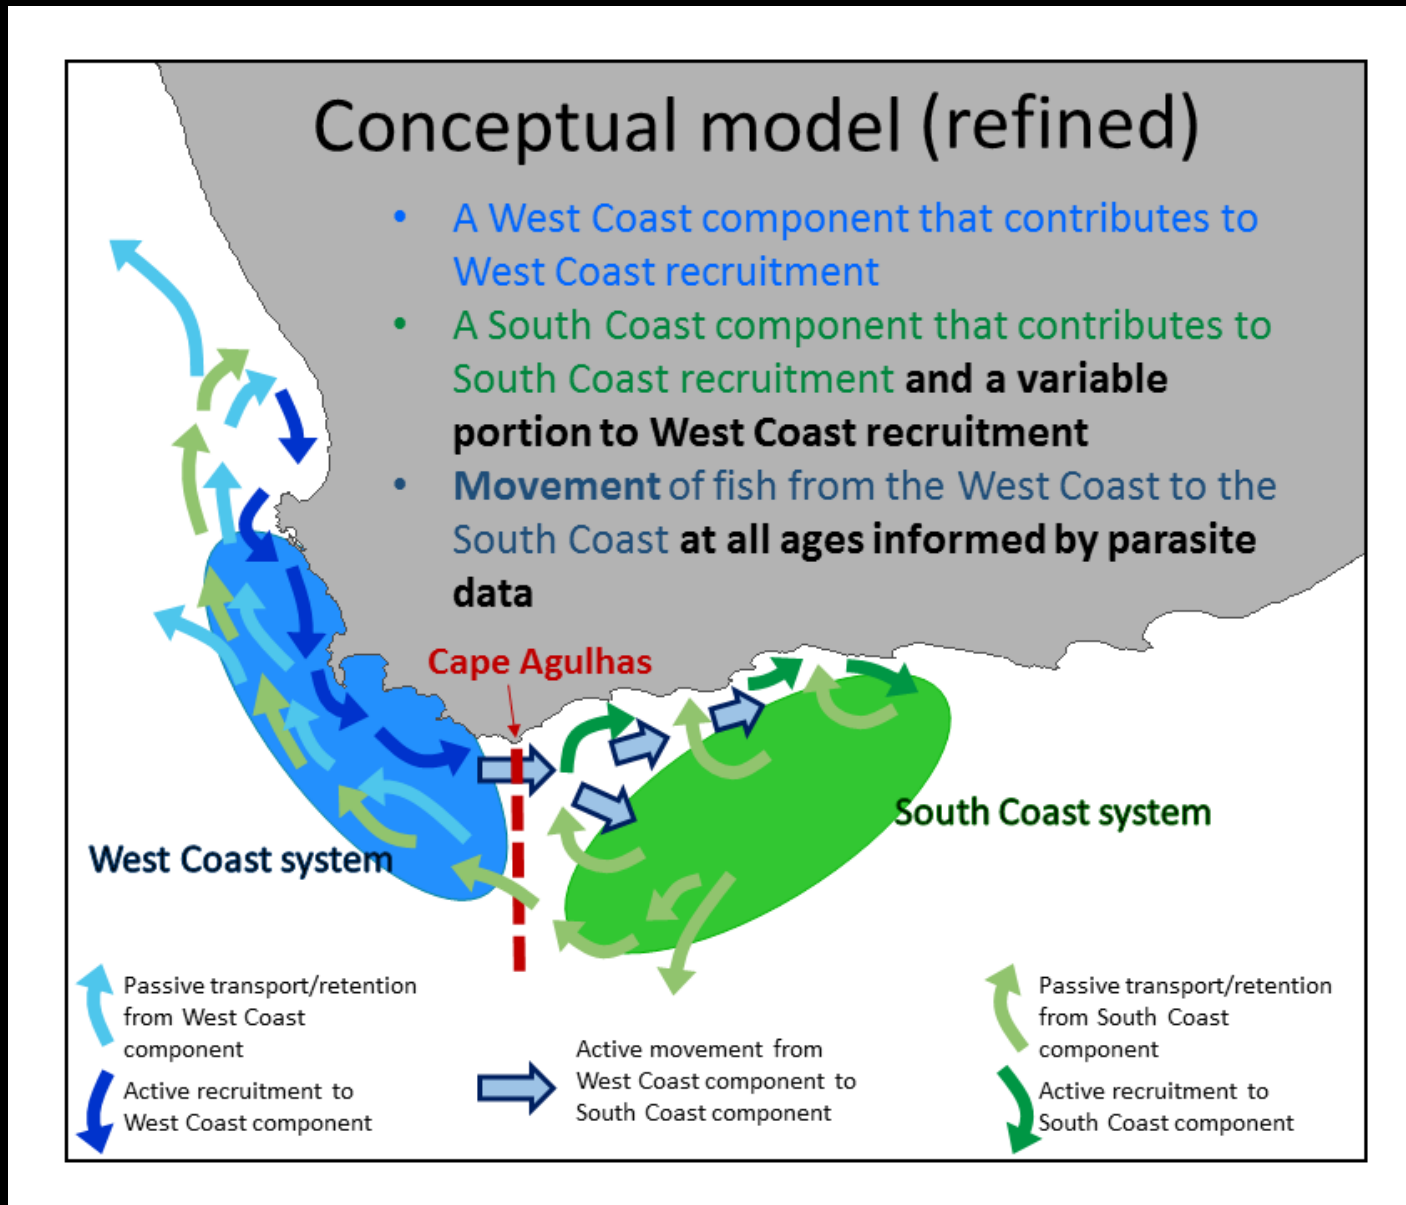 Conceptual model (refined)
• A West Coast component that contributes to
West Coast recruitment
• A South Coast component that contributes to
South Coast recruitment and a variable
portion to West Coast recruitment
• Movement of fish from the West Coast to the
South Coast at all ages informed by parasite
data
Cape Agulhas
South Coast system
West Coast system
Passive transport/retention
from West Coast
component
Active recruitment to
West Coast component
Active movement from
West Coast component to
South Coast component
Passive transport/retention
from South Coast
component
Active recruitment to
South Coast component